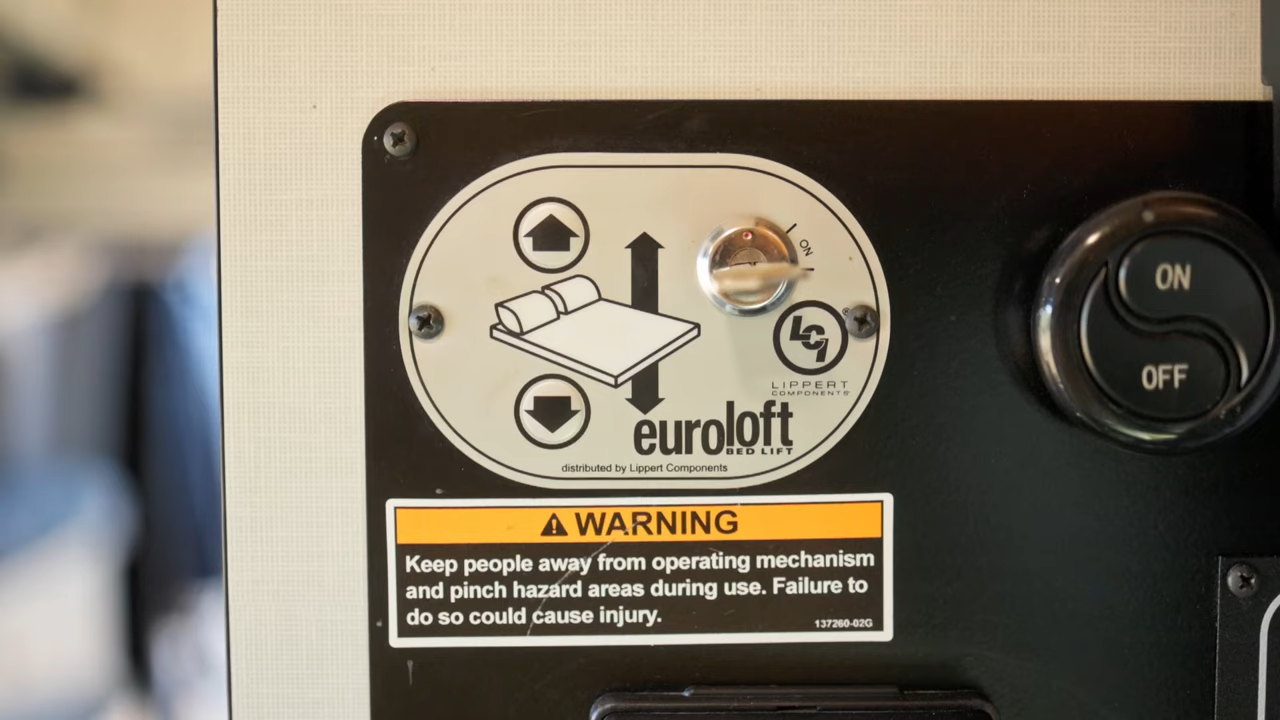 ON
LCI
®
LIPPERT
COMPONENTS®
euroloft
BED LIFT
distributed by Lippert Components
WARNING
Keep people away from operating mechanism
and pinch hazard areas during use. Failure to
do so could cause injury.
137260-02G
ON
OFF